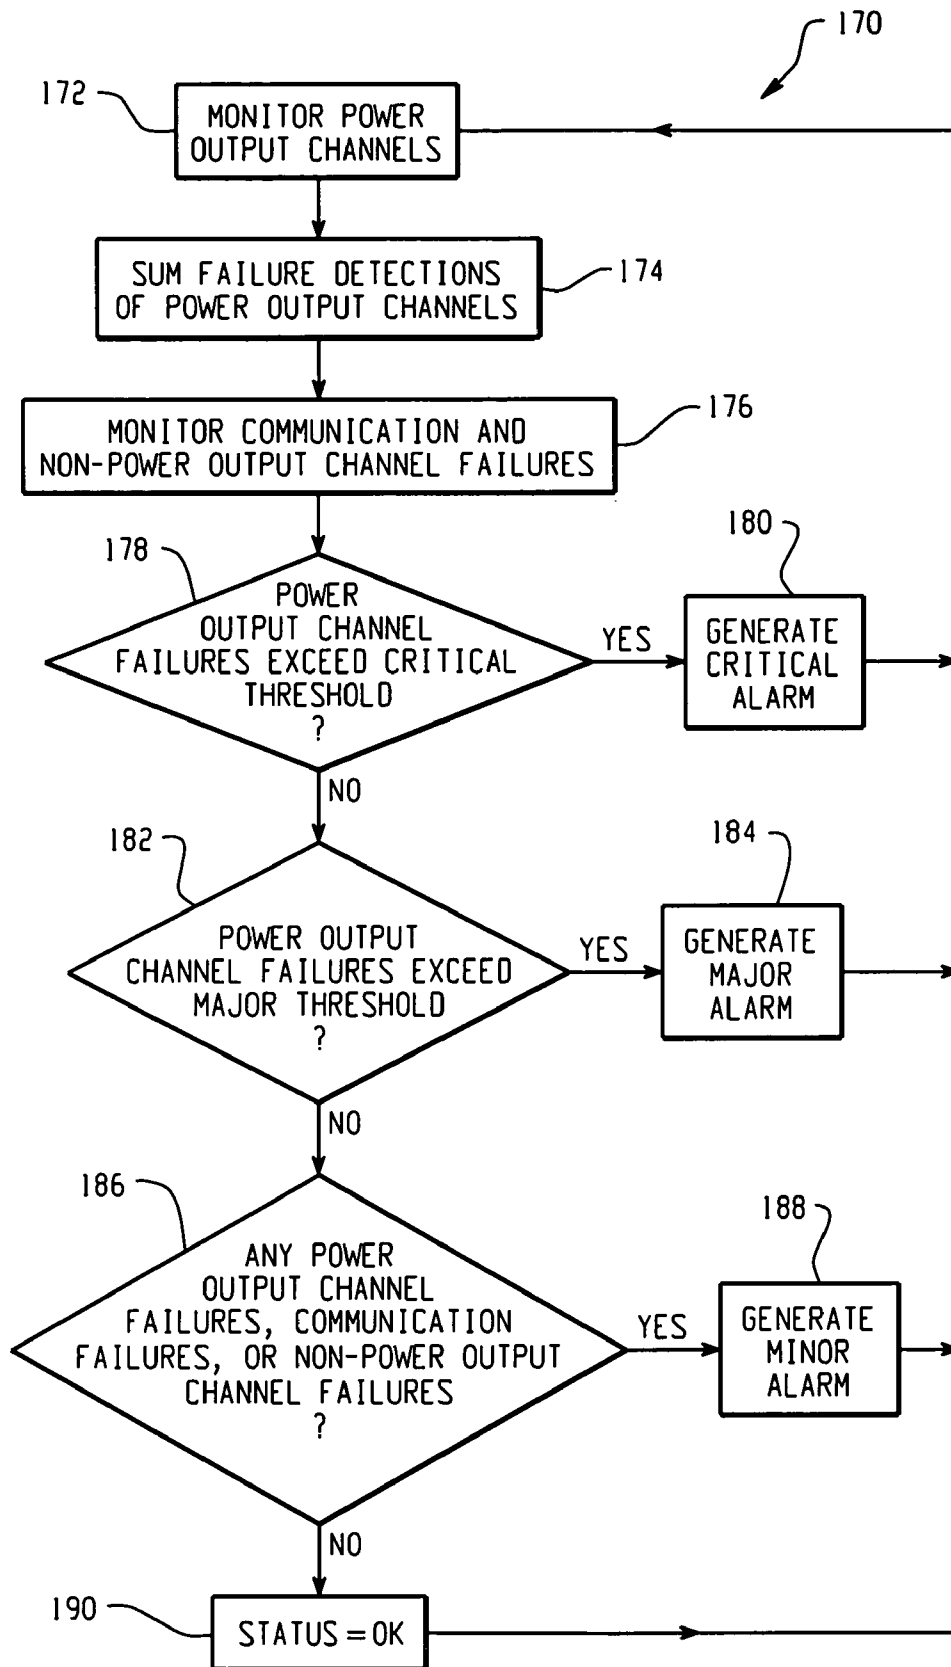 170
172
MONITOR POWER
OUTPUT CHANNELS
SUM FAILURE DETECTIONS
OF POWER OUTPUT CHANNELS
174
MONITOR COMMUNICATION AND
NON-POWER OUTPUT CHANNEL FAILURES
176
178
POWER
OUTPUT CHANNEL
FAILURES EXCEED CRITICAL
THRESHOLD
?
YES
180
GENERATE
CRITICAL
ALARM
NO
182
POWER OUTPUT
CHANNEL FAILURES EXCEED
MAJOR THRESHOLD
?
YES
184
GENERATE
MAJOR
ALARM
NO
186
ANY POWER
OUTPUT CHANNEL
FAILURES, COMMUNICATION
FAILURES, OR NON-POWER OUTPUT
CHANNEL FAILURES
?
YES
188
GENERATE
MINOR
ALARM
NO
190
STATUS=OK